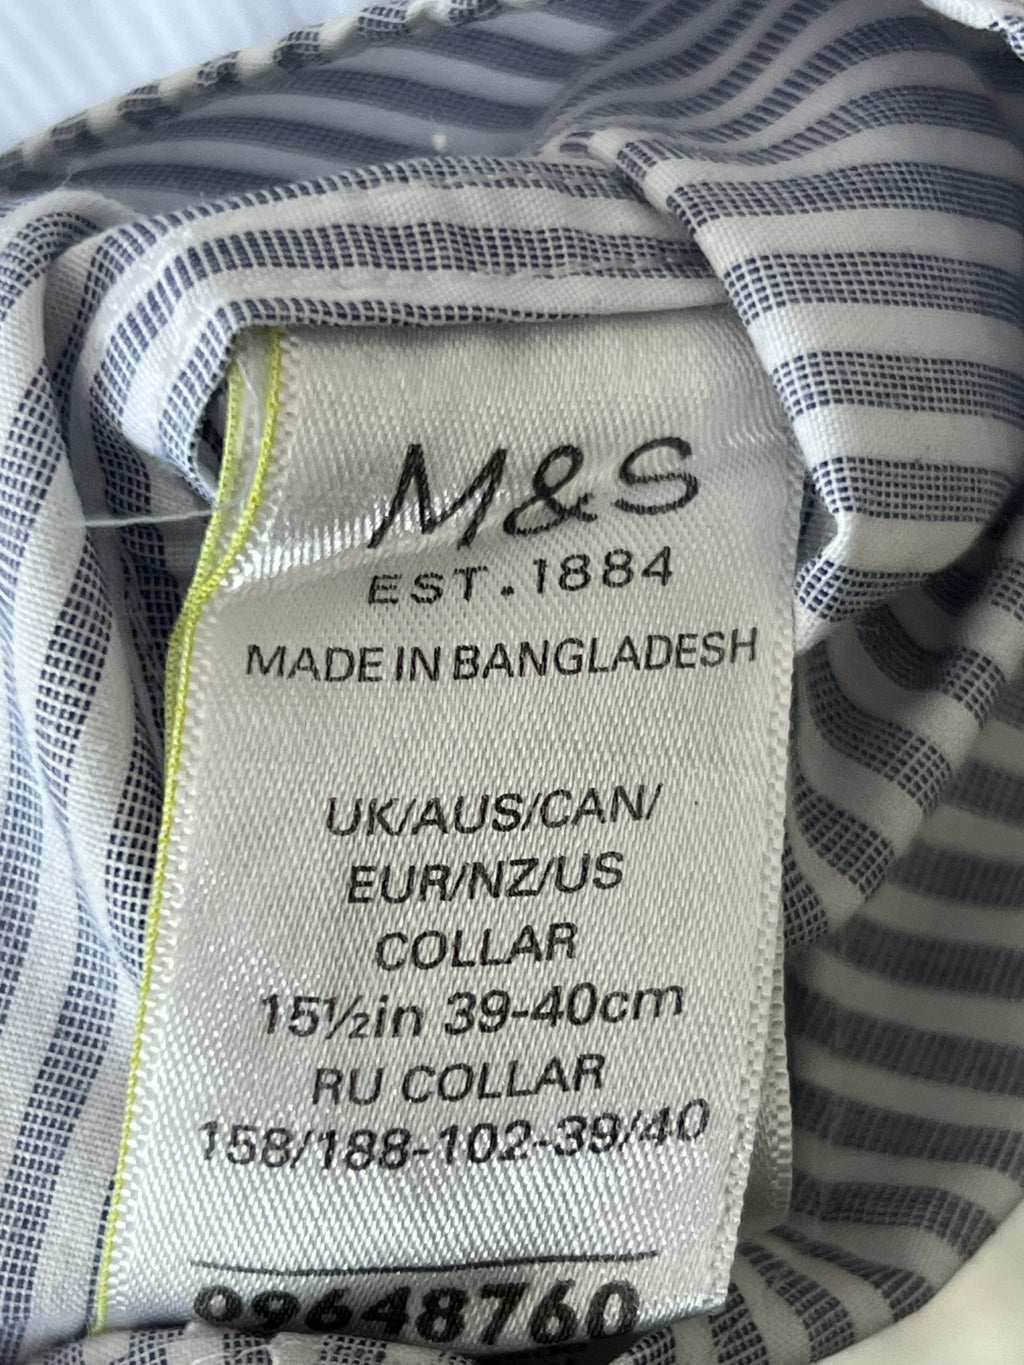 M&S
EST.1884
MADE IN BANGLADESH
UK/AUS/CAN/
EUR/NZ/US
COLLAR
15½in 39-40cm
RU COLLAR
158/188-102-39/40
09648760